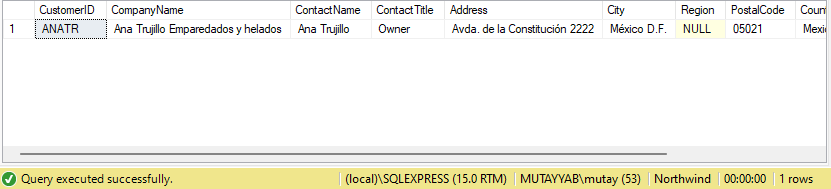 CustomerID CompanyName ContactName ContactTitle Address City Region PostalCode Count
1 ANATR Ana Trujillo Emparedados y helados Ana Trujillo Owner Avda. de la Constitución 2222 México D.F. NULL 05021 Mexi
Query executed successfully. (local)\SQLEXPRESS (15.0 RTM) MUTAYYAB\mutay (53) Northwind 00:00:00 1 rows